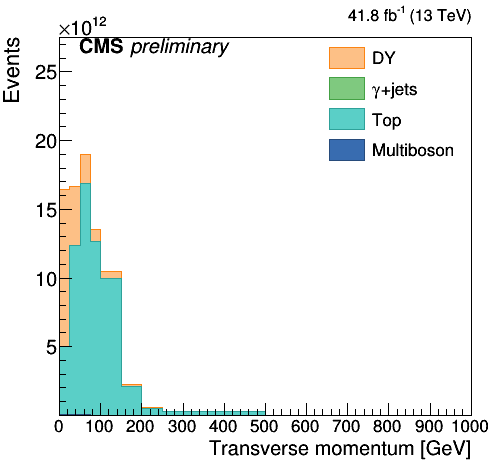 41.8 fb⁻¹ (13 TeV)
×10¹²
CMS preliminary
Events
DY
γ+jets
Top
Multiboson
25
20
15
10
5
0 100 200 300 400 500 600 700 800 900 1000
Transverse momentum [GeV]